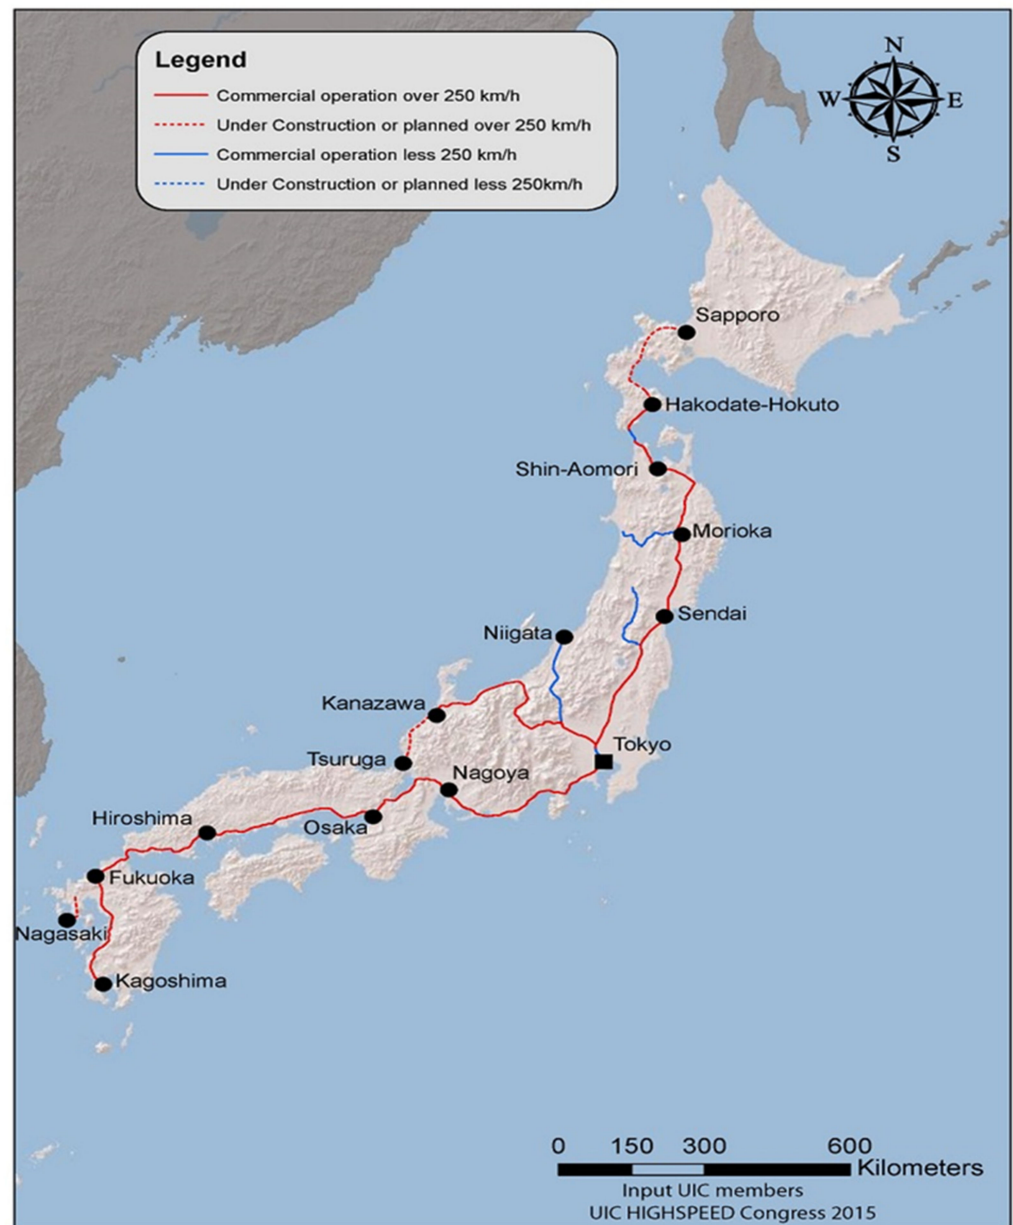 Legend
Commercial operation over 250 km/h
Under Construction or planned over 250 km/h
Commercial operation less 250 km/h
Under Construction or planned less 250km/h
N
W
E
S
Sapporo
Hakodate-Hokuto
Shin-Aomori
Morioka
Sendai
Niigata
Kanazawa
Tokyo
Tsuruga
Nagoya
Hiroshima
Osaka
Fukuoka
Nagasaki
Kagoshima
0 150 300 600
Kilometers
Input UIC members
UIC HIGHSPEED Congress 2015